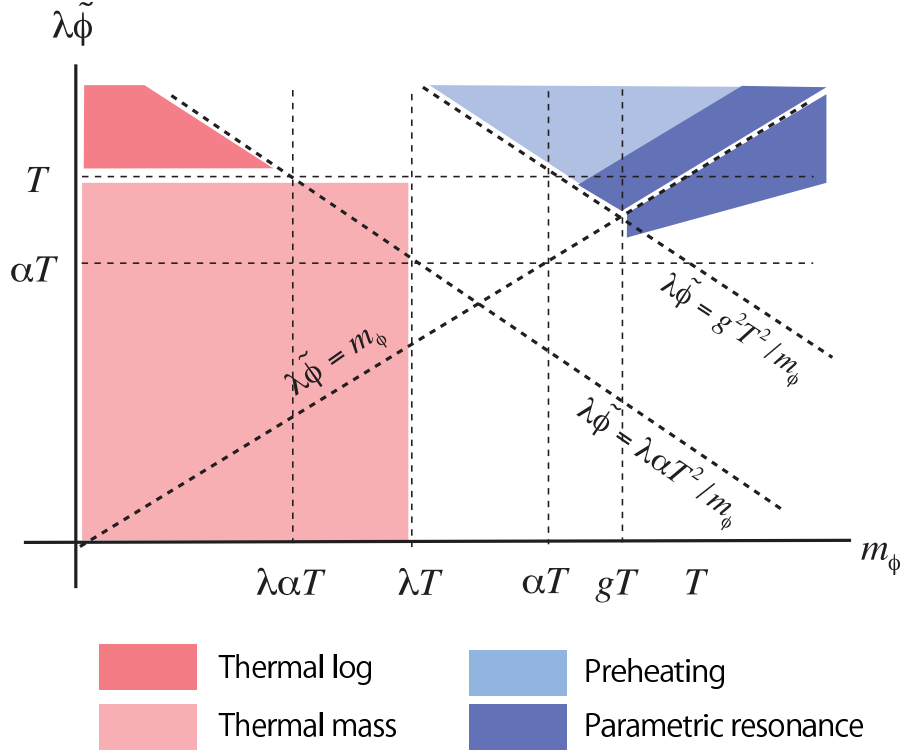 λϕ̃
T
αT
λϕ̃ = m_ϕ
λϕ̃ = g²T²/m_ϕ
λϕ̃ = λαT²/m_ϕ
λαT
λT
αT
gT
T
m_ϕ
Thermal log
Preheating
Thermal mass
Parametric resonance